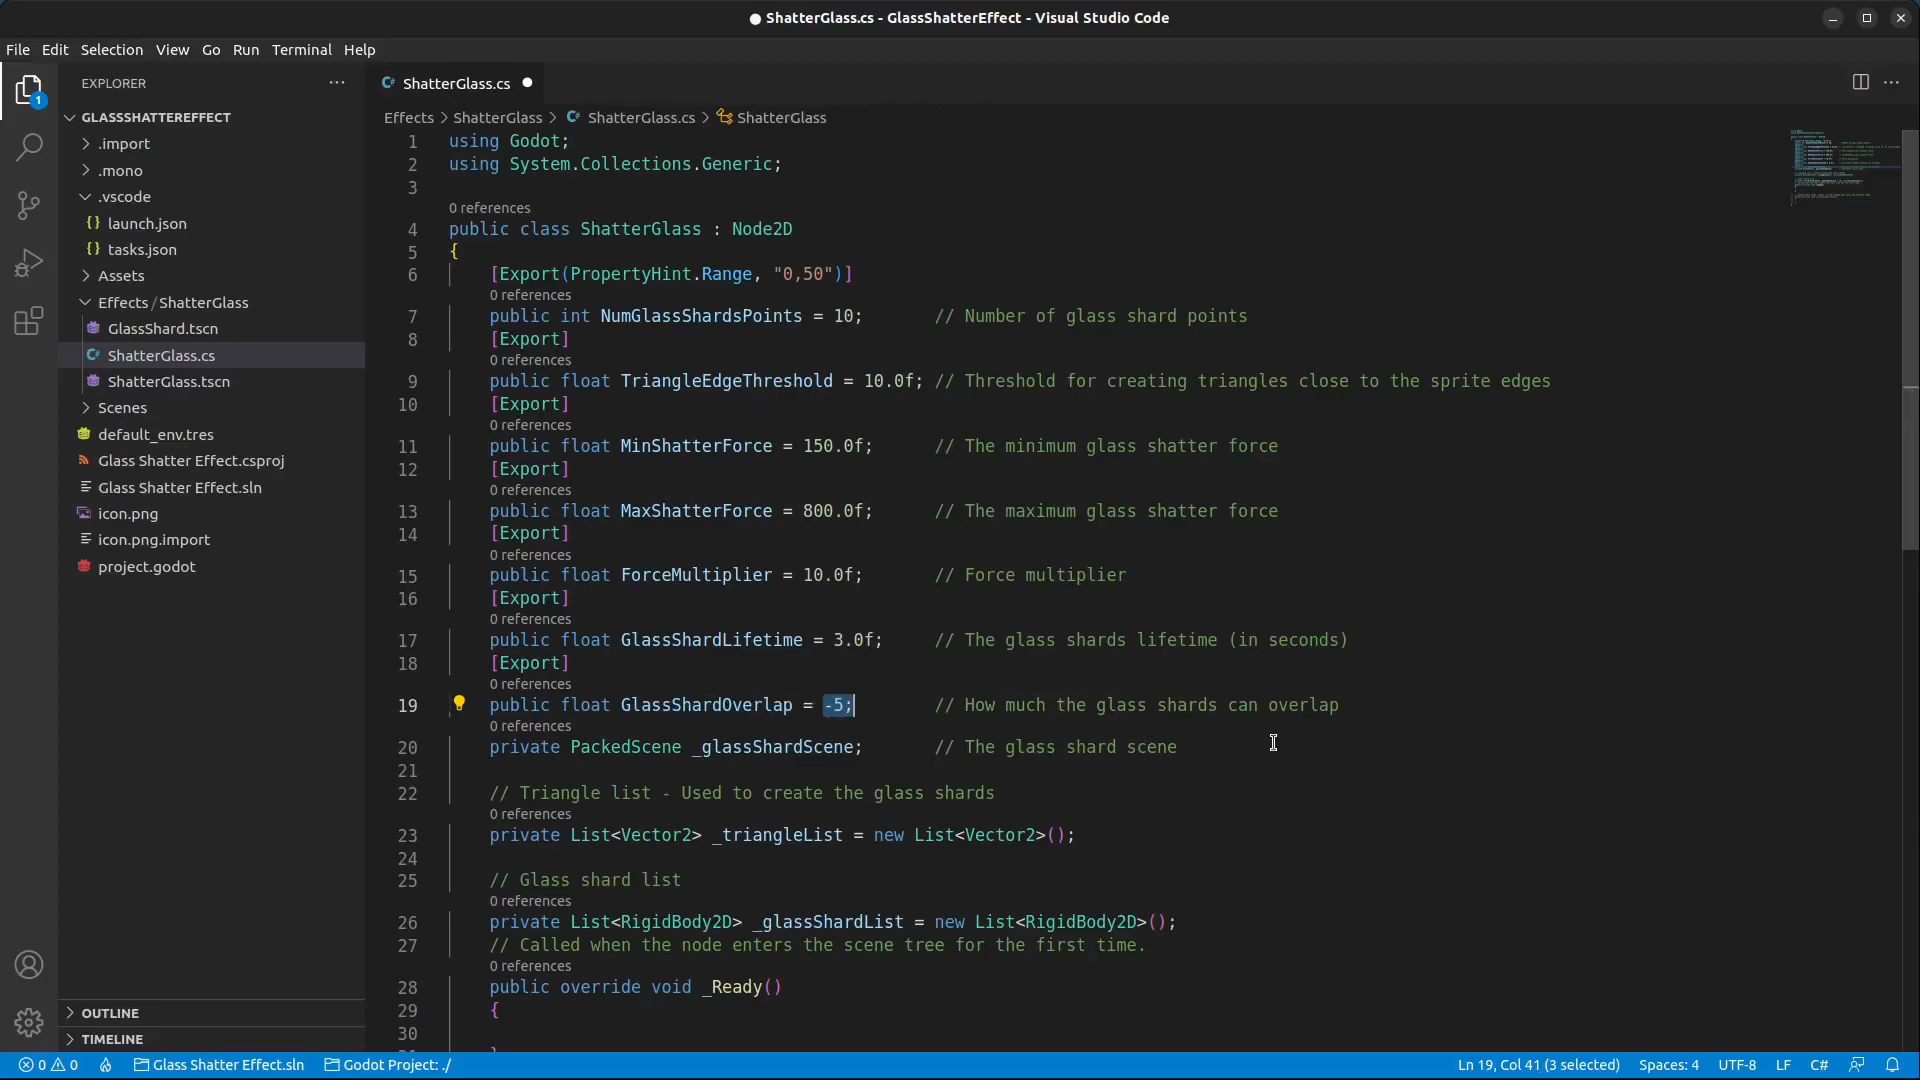 ● ShatterGlass.cs - GlassShatterEffect - Visual Studio Code
File Edit Selection View Go Run Terminal Help
EXPLORER
GLASSSHATTEREFFECT
.import
.mono
.vscode
{} launch.json
{} tasks.json
Assets
Effects / ShatterGlass
GlassShard.tscn
ShatterGlass.cs
ShatterGlass.tscn
Scenes
default_env.tres
Glass Shatter Effect.csproj
Glass Shatter Effect.sln
icon.png
icon.png.import
project.godot
OUTLINE
TIMELINE
1
ShatterGlass.cs ●
Effects > ShatterGlass > ShatterGlass.cs > ShatterGlass
1 using Godot;
2 using System.Collections.Generic;
3
0 references
4 public class ShatterGlass : Node2D
5 {
6 [Export(PropertyHint.Range, "0,50")]
0 references
7 public int NumGlassShardsPoints = 10; // Number of glass shard points
8 [Export]
0 references
9 public float TriangleEdgeThreshold = 10.0f; // Threshold for creating triangles close to the sprite edges
10 [Export]
0 references
11 public float MinShatterForce = 150.0f; // The minimum glass shatter force
12 [Export]
0 references
13 public float MaxShatterForce = 800.0f; // The maximum glass shatter force
14 [Export]
0 references
15 public float ForceMultiplier = 10.0f; // Force multiplier
16 [Export]
0 references
17 public float GlassShardLifetime = 3.0f; // The glass shards lifetime (in seconds)
18 [Export]
0 references
19 public float GlassShardOverlap = -5; // How much the glass shards can overlap
0 references
20 private PackedScene _glassShardScene; // The glass shard scene
21
22 // Triangle list - Used to create the glass shards
0 references
23 private List<Vector2> _triangleList = new List<Vector2>();
24
25 // Glass shard list
0 references
26 private List<RigidBody2D> _glassShardList = new List<RigidBody2D>();
27 // Called when the node enters the scene tree for the first time.
0 references
28 public override void _Ready()
29 {
30
0 0 Glass Shatter Effect.sln Godot Project: ./ Ln 19, Col 41 (3 selected) Spaces: 4 UTF-8 LF C#